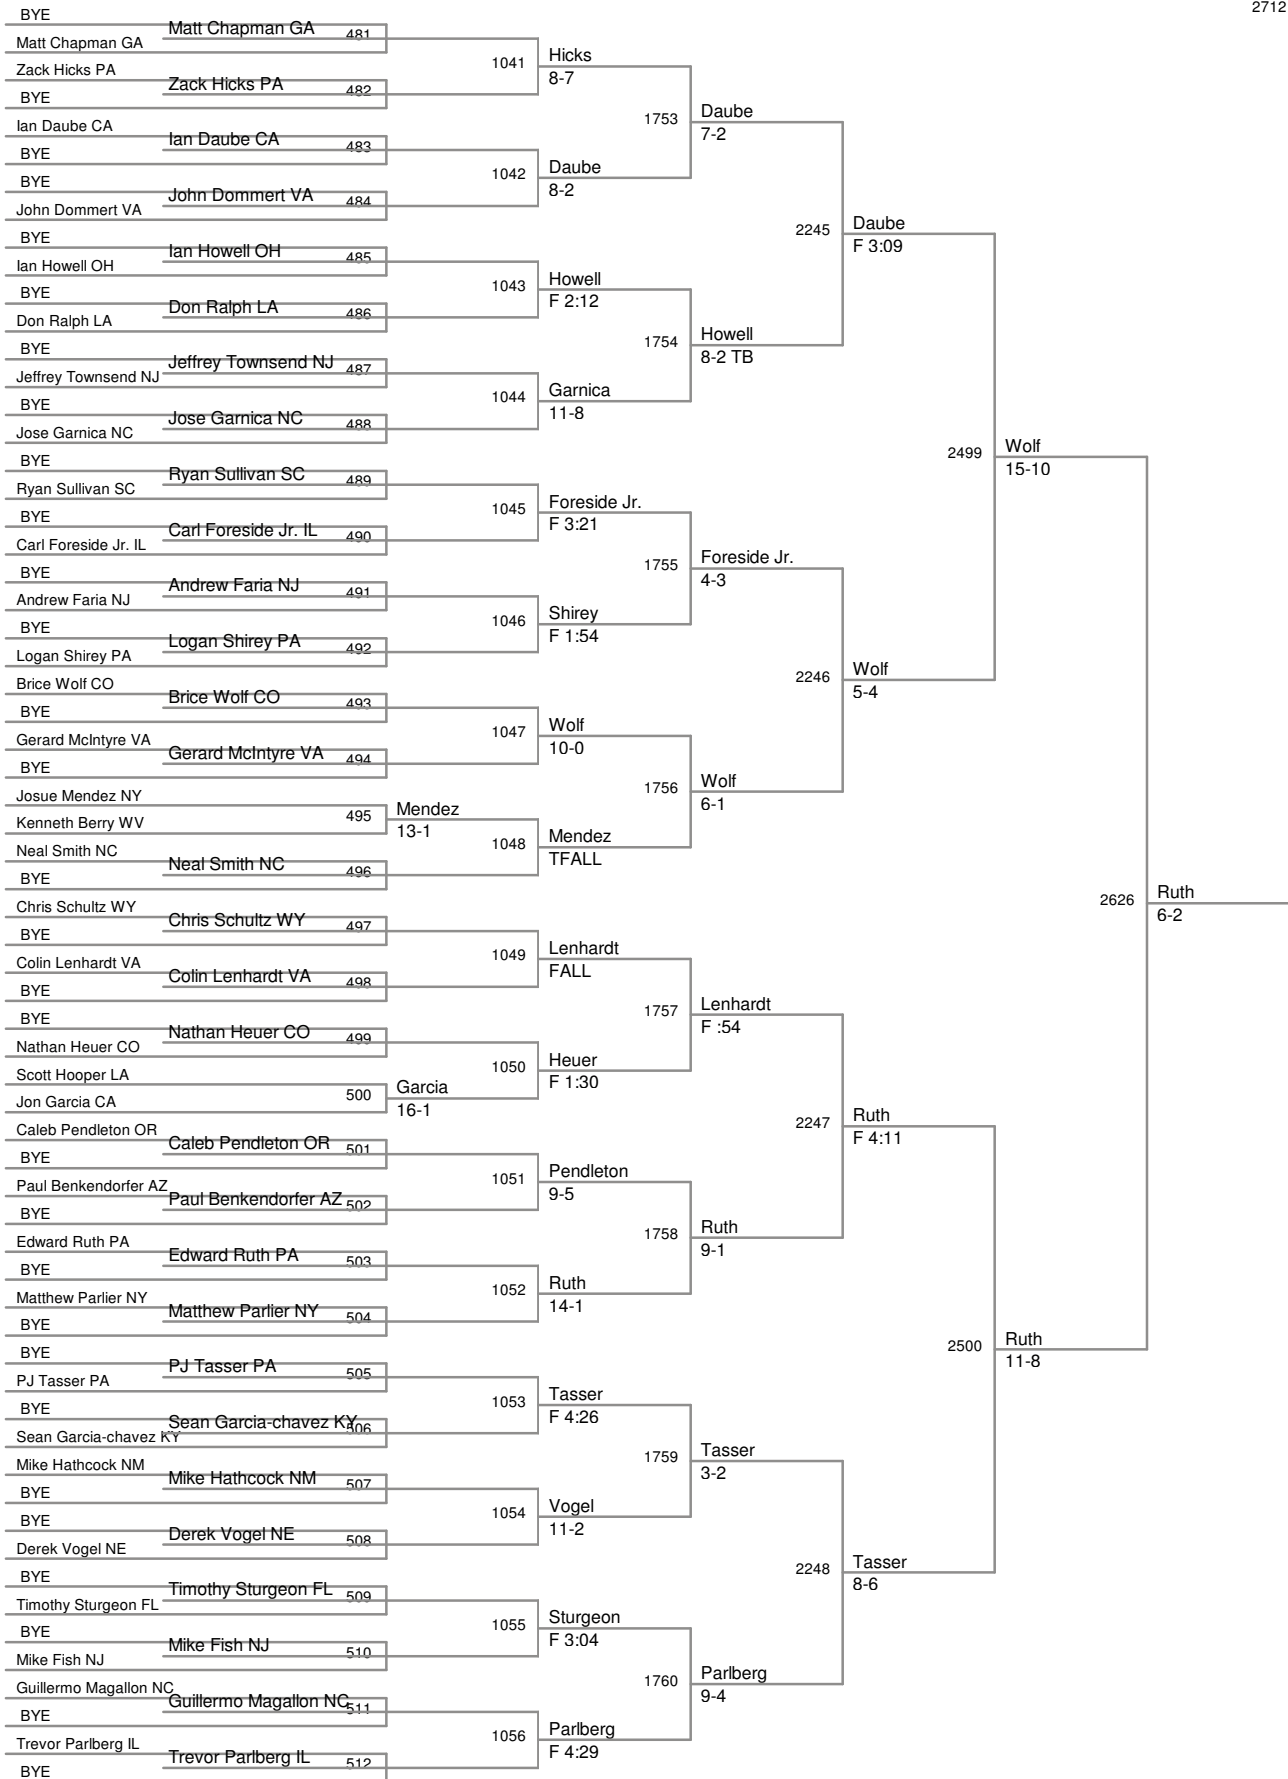 2712
BYE
Matt Chapman GA
Matt Chapman GA
481
Zack Hicks PA
BYE
Zack Hicks PA
482
1041
Hicks
8-7
Ian Daube CA
BYE
Ian Daube CA
483
BYE
John Dommert VA
John Dommert VA
484
1042
Daube
8-2
1753
Daube
7-2
BYE
Ian Howell OH
Ian Howell OH
485
BYE
Don Ralph LA
Don Ralph LA
486
1043
Howell
F 2:12
BYE
Jeffrey Townsend NJ
Jeffrey Townsend NJ
487
BYE
Jose Garnica NC
Jose Garnica NC
488
1044
Garnica
11-8
1754
Howell
8-2 TB
2245
Daube
F 3:09
BYE
Ryan Sullivan SC
Ryan Sullivan SC
489
BYE
Carl Foreside Jr. IL
Carl Foreside Jr. IL
490
1045
Foreside Jr.
F 3:21
BYE
Andrew Faria NJ
Andrew Faria NJ
491
BYE
Logan Shirey PA
Logan Shirey PA
492
1046
Shirey
F 1:54
1755
Foreside Jr.
4-3
Brice Wolf CO
BYE
Brice Wolf CO
493
Gerard McIntyre VA
BYE
Gerard McIntyre VA
494
1047
Wolf
10-0
Josue Mendez NY
Kenneth Berry WV
495
Mendez
13-1
Neal Smith NC
BYE
Neal Smith NC
496
1048
Mendez
TFALL
1756
Wolf
6-1
2246
Wolf
5-4
2499
Wolf
15-10
Chris Schultz WY
BYE
Chris Schultz WY
497
Colin Lenhardt VA
BYE
Colin Lenhardt VA
498
1049
Lenhardt
FALL
BYE
Nathan Heuer CO
Nathan Heuer CO
499
Scott Hooper LA
Jon Garcia CA
500
Garcia
16-1
1050
Heuer
F 1:30
1757
Lenhardt
F :54
Caleb Pendleton OR
BYE
Caleb Pendleton OR
501
Paul Benkendorfer AZ
BYE
Paul Benkendorfer AZ
502
1051
Pendleton
9-5
Edward Ruth PA
BYE
Edward Ruth PA
503
Matthew Parlier NY
BYE
Matthew Parlier NY
504
1052
Ruth
14-1
1758
Ruth
9-1
2247
Ruth
F 4:11
BYE
PJ Tasser PA
PJ Tasser PA
505
BYE
Sean Garcia-chavez KY
Sean Garcia-chavez KY
506
1053
Tasser
F 4:26
Mike Hathcock NM
BYE
Mike Hathcock NM
507
BYE
Derek Vogel NE
Derek Vogel NE
508
1054
Vogel
11-2
1759
Tasser
3-2
BYE
Timothy Sturgeon FL
Timothy Sturgeon FL
509
BYE
Mike Fish NJ
Mike Fish NJ
510
1055
Sturgeon
F 3:04
Guillermo Magallon NC
BYE
Guillermo Magallon NC
511
Trevor Parlberg IL
BYE
Trevor Parlberg IL
512
1056
Parlberg
F 4:29
1760
Parlberg
9-4
2248
Tasser
8-6
2500
Ruth
11-8
2626
Ruth
6-2